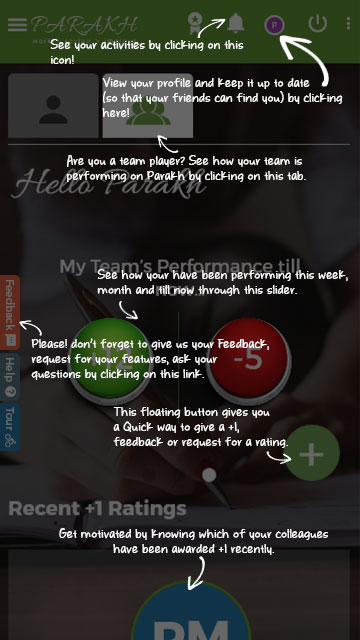 PARAKH
See your activities by clicking on this
icon!
P
View your profile and keep it up to date
(so that your friends can find you) by clicking
here!
Are you a team player? See how your team is
performing on Parakh by clicking on this tab.
Hello Parakh
My Team's Performance till
See how your have been performing this week,
month and till now through this slider.
Feedback
Please! don't forget to give us your Feedback,
request for your features, ask your
questions by clicking on this link.
-5
Help
Tour
This floating button gives you
a Quick way to give a +1,
feedback or request for a rating.
+
Recent +1 Ratings
Get motivated by knowing which of your colleagues
have been awarded +1 recently.
PM